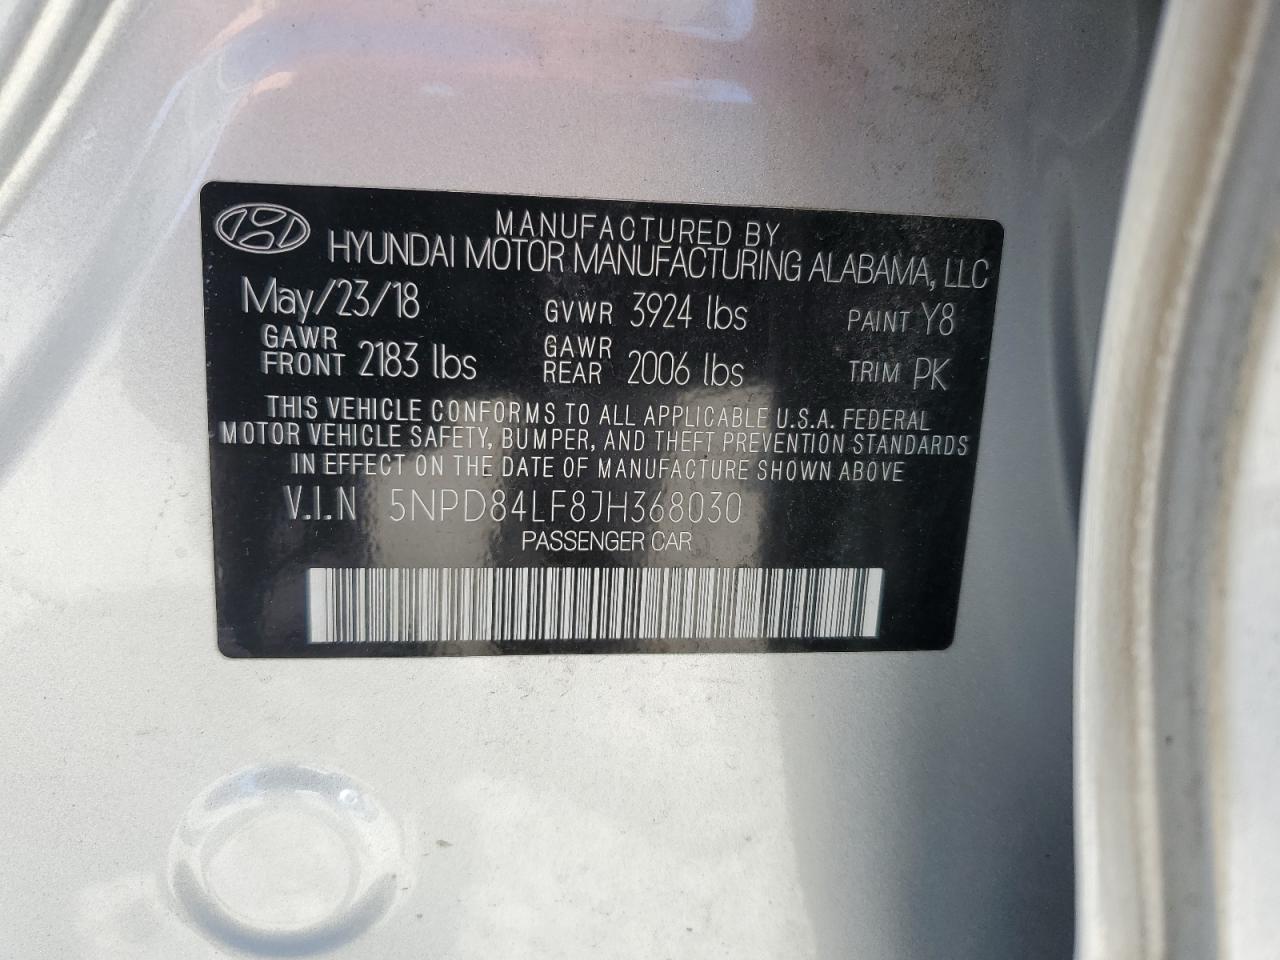 MANUFACTURED BY
HYUNDAI MOTOR MANUFACTURING ALABAMA, LLC
May/23/18 GVWR 3924 lbs PAINT Y8
GAWR FRONT 2183 lbs GAWR REAR 2006 lbs TRIM PK
THIS VEHICLE CONFORMS TO ALL APPLICABLE U.S.A. FEDERAL
MOTOR VEHICLE SAFETY, BUMPER, AND THEFT PREVENTION STANDARDS
IN EFFECT ON THE DATE OF MANUFACTURE SHOWN ABOVE
V.I.N 5NPD84LF8JH368030
PASSENGER CAR